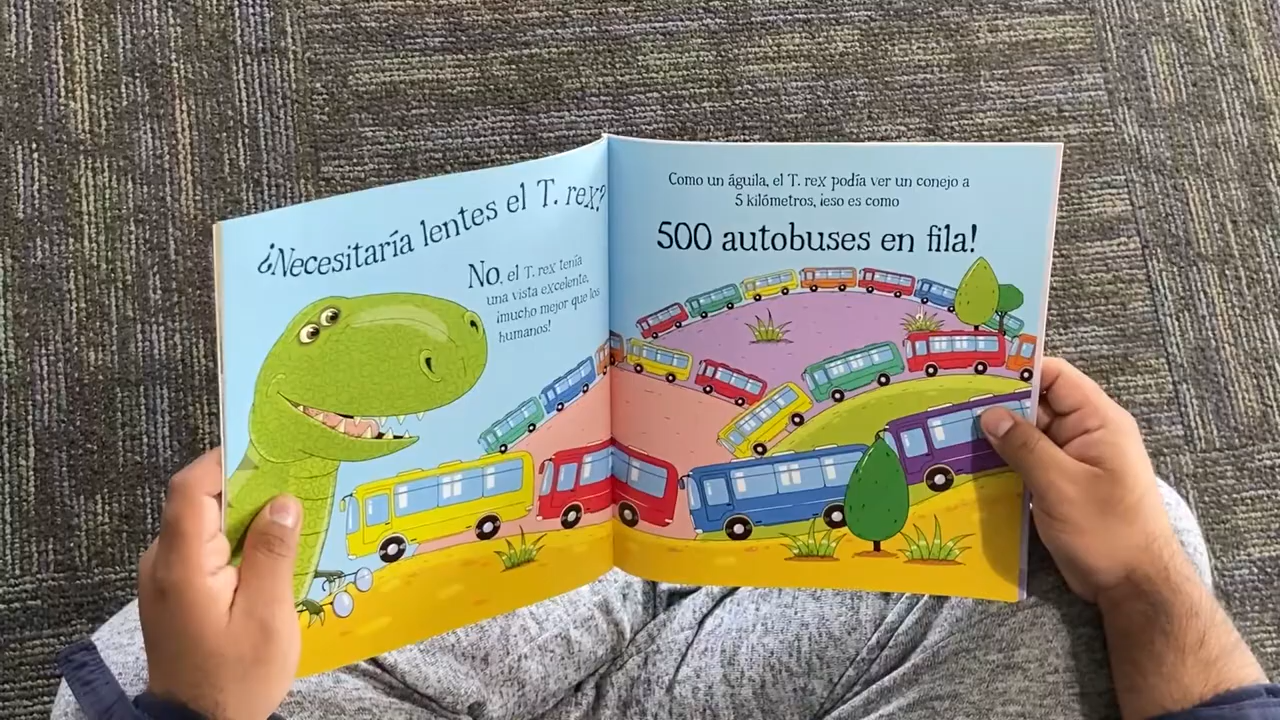 ¿Necesitaría lentes el T. rex?
No, el T. rex tenía
una vista excelente,
¡mucho mejor que los
humanos!
Como un águila, el T. rex podía ver un conejo a
5 kilómetros, ¡eso es como
500 autobuses en fila!